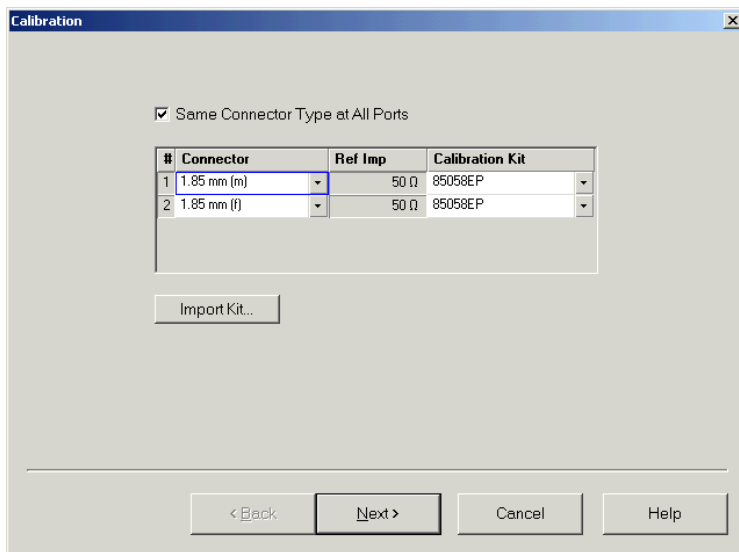 Calibration
Same Connector Type at All Ports
# Connector Ref Imp Calibration Kit
1 1.85 mm (m) 50 Ω 85058EP
2 1.85 mm (f) 50 Ω 85058EP
Import Kit...
< Back Next > Cancel Help